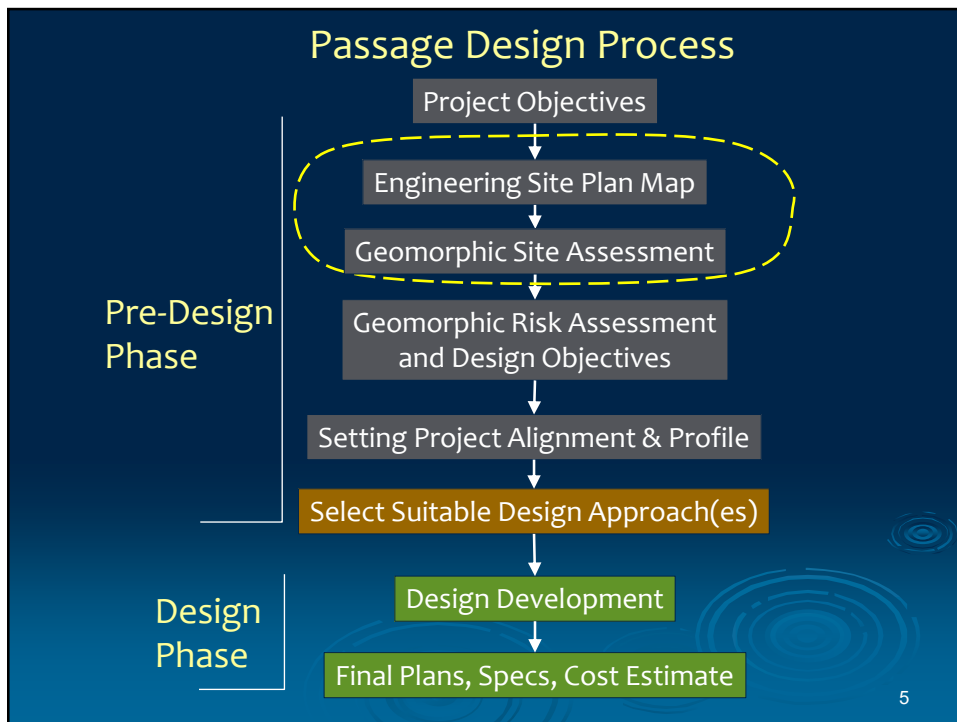 Passage Design Process
Project Objectives
Engineering Site Plan Map
Geomorphic Site Assessment
Pre-Design
Phase
Geomorphic Risk Assessment
and Design Objectives
Setting Project Alignment & Profile
Select Suitable Design Approach(es)
Design
Phase
Design Development
Final Plans, Specs, Cost Estimate
5